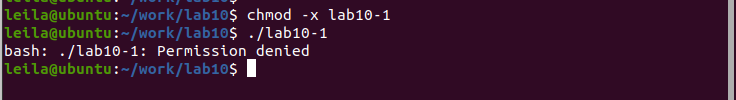 leila@ubuntu:~/work/lab10$ chmod -x lab10-1
leila@ubuntu:~/work/lab10$ ./lab10-1
bash: ./lab10-1: Permission denied
leila@ubuntu:~/work/lab10$